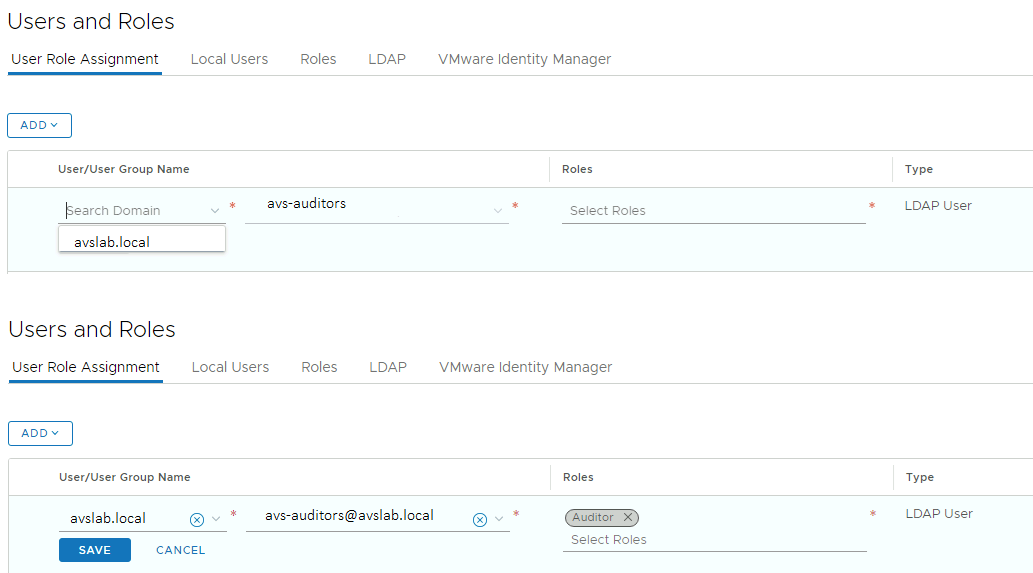 Users and Roles
User Role Assignment Local Users Roles LDAP VMware Identity Manager
ADD
User/User Group Name Roles Type
Search Domain * avs-auditors * Select Roles * LDAP User
avslab.local
Users and Roles
User Role Assignment Local Users Roles LDAP VMware Identity Manager
ADD
User/User Group Name Roles Type
avslab.local * avs-auditors@avslab.local * Auditor * LDAP User
Select Roles
SAVE CANCEL